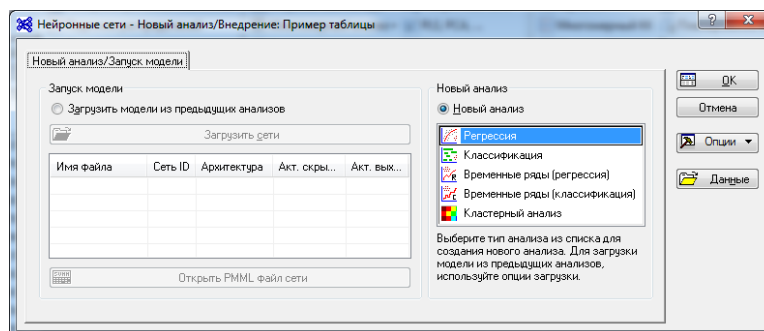 Нейронные сети - Новый анализ/Внедрение: Пример таблицы
Новый анализ/Запуск модели
Запуск модели
Загрузить модели из предыдущих анализов
Загрузить сети
Имя файла Сеть ID Архитектура Акт. скры... Акт. вых...
Открыть PMML файл сети
Новый анализ
Новый анализ
Регрессия
Классификация
Временные ряды (регрессия)
Временные ряды (классификация)
Кластерный анализ
Выберите тип анализа из списка для
создания нового анализа. Для загрузки
модели из предыдущих анализов,
используйте опции загрузки.
OK
Отмена
Опции
Данные